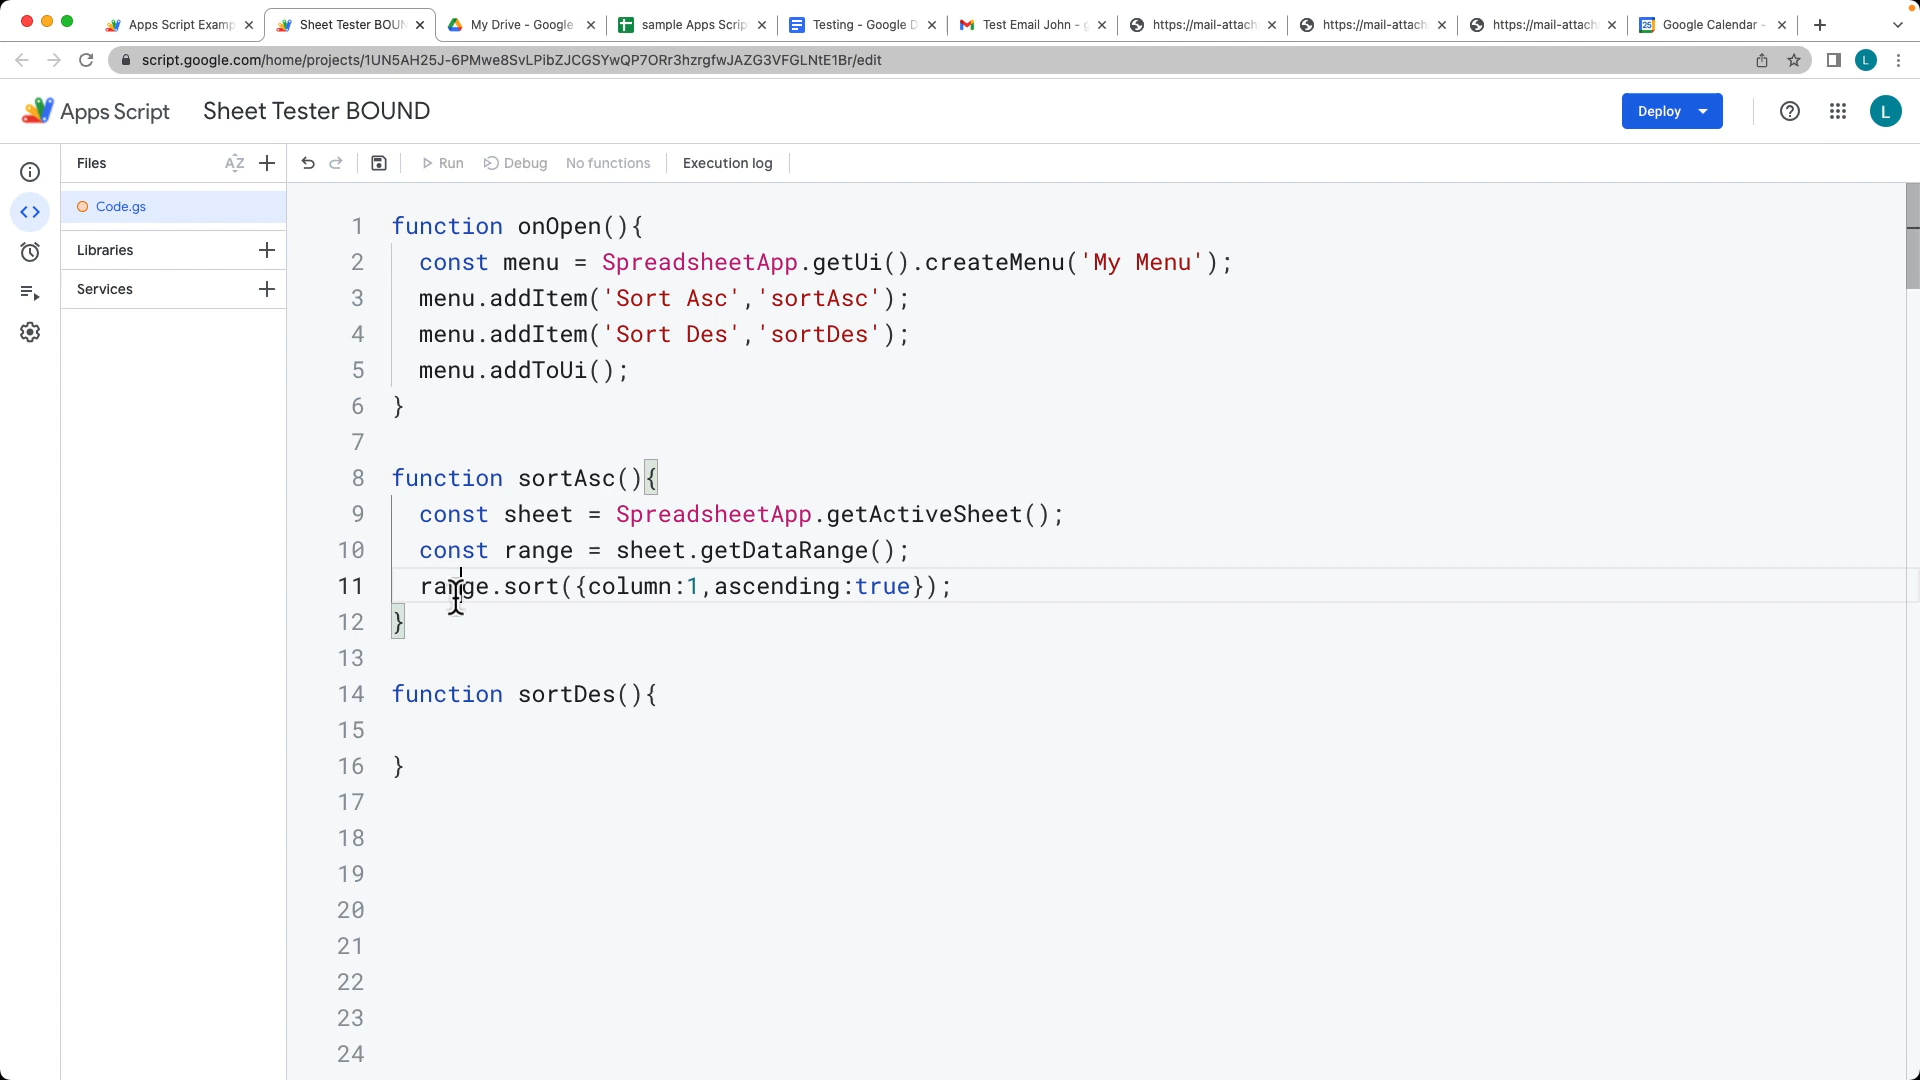 Apps Script Examp
Sheet Tester BOUN
My Drive - Google
sample Apps Scrip
Testing - Google D
Test Email John - g
https://mail-attach
https://mail-attach
https://mail-attach
Google Calendar -
script.google.com/home/projects/1UN5AH25J-6PMwe8SvLPibZJCGSYwQP7ORr3hzrgfwJAZG3VFGLNtE1Br/edit
L
Apps Script
Sheet Tester BOUND
Deploy
L
Files
AZ
Run
Debug
No functions
Execution log
Code.gs
Libraries
Services
1 function onOpen(){
2 const menu = SpreadsheetApp.getUi().createMenu('My Menu');
3 menu.addItem('Sort Asc','sortAsc');
4 menu.addItem('Sort Des','sortDes');
5 menu.addToUi();
6 }
7
8 function sortAsc(){
9 const sheet = SpreadsheetApp.getActiveSheet();
10 const range = sheet.getDataRange();
11 range.sort({column:1,ascending:true});
12 }
13
14 function sortDes(){
15
16 }
17
18
19
20
21
22
23
24